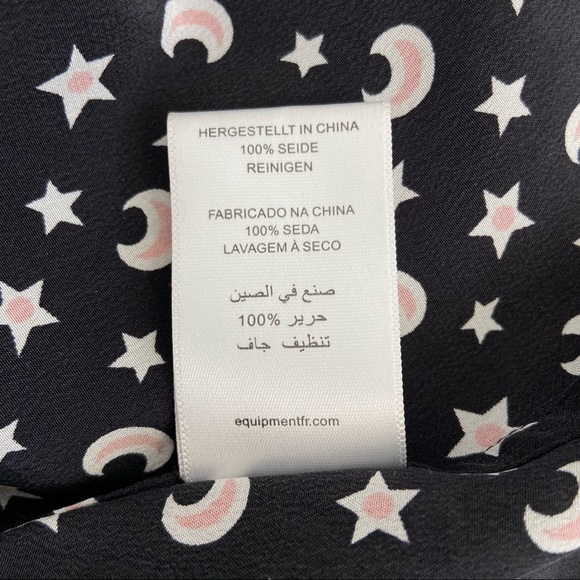 HERGESTELLT IN CHINA
100% SEIDE
REINIGEN
FABRICADO NA CHINA
100% SEDA
LAVAGEM À SECO
صنع في الصين
حرير 100%
تنظيف جاف
equipmentfr.com